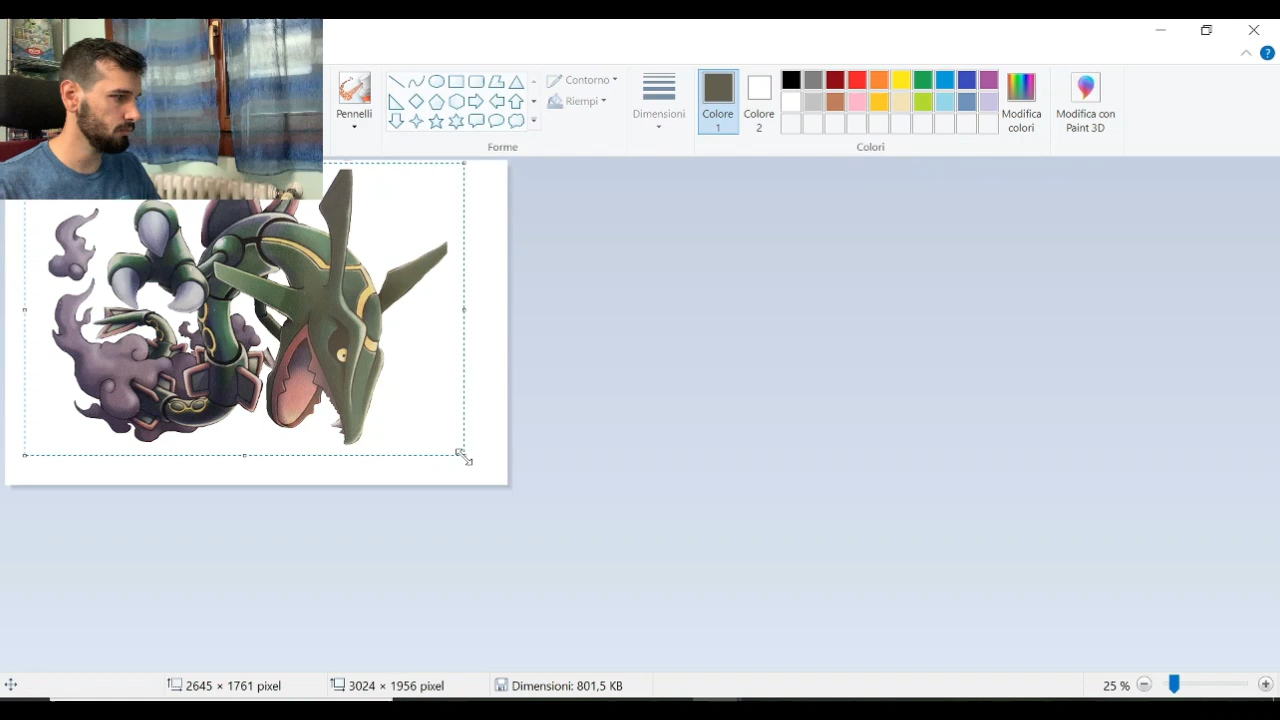 Contorno
Riempi
Pennelli
Dimensioni
Colore
1
Colore
2
Modifica
colori
Modifica con
Paint 3D
Forme
Colori
2645 × 1761 pixel
3024 × 1956 pixel
Dimensioni: 801,5 KB
25 %